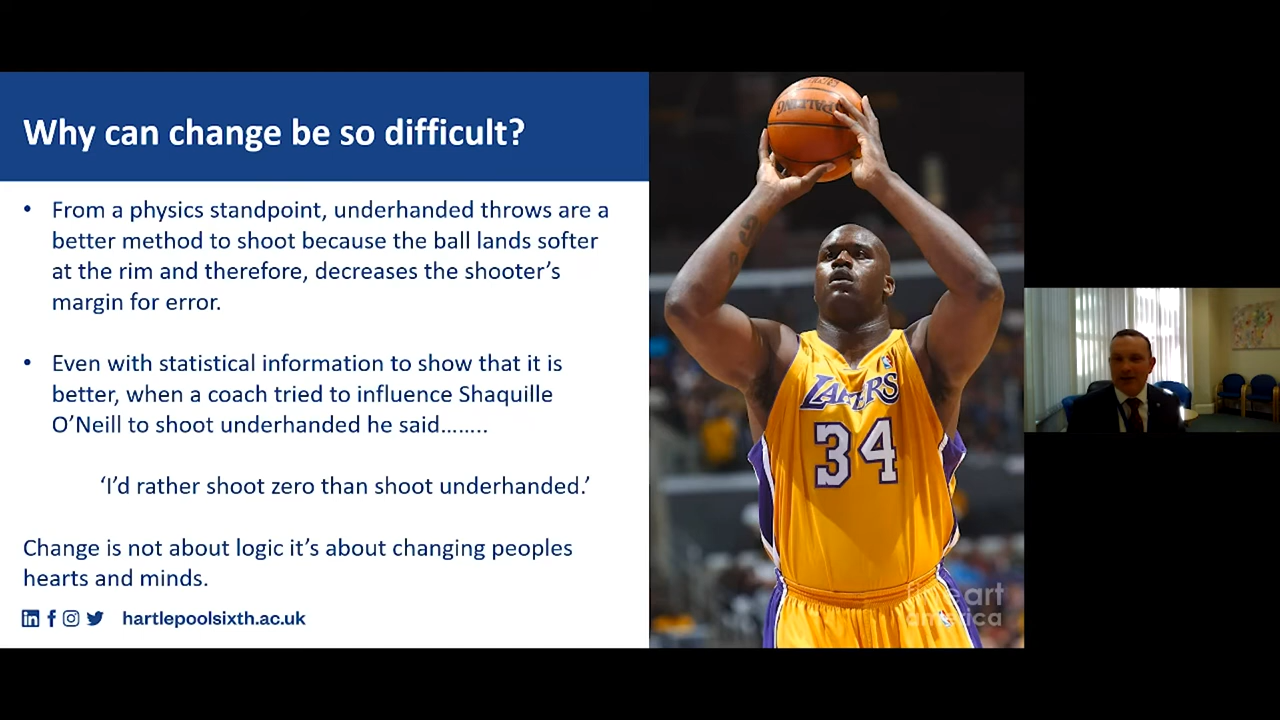 Why can change be so difficult?
• From a physics standpoint, underhanded throws are a
better method to shoot because the ball lands softer
at the rim and therefore, decreases the shooter’s
margin for error.
• Even with statistical information to show that it is
better, when a coach tried to influence Shaquille
O’Neill to shoot underhanded he said……..
‘I’d rather shoot zero than shoot underhanded.’
Change is not about logic it’s about changing peoples
hearts and minds.
hartlepoolsixth.ac.uk
SPALDING
LAKERS
34
fine art
america